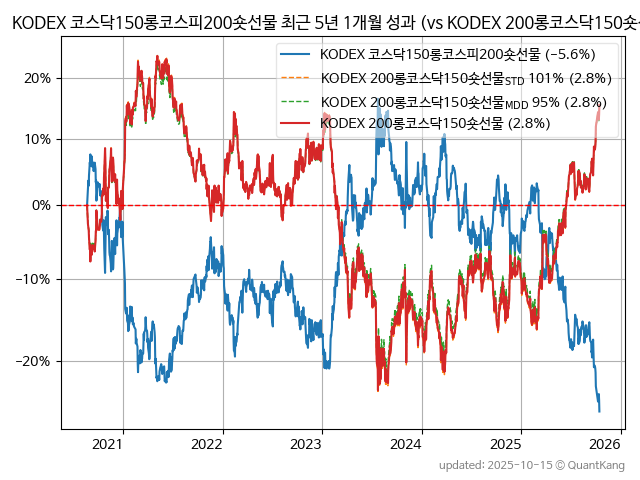 KODEX 코스닥150롱코스피200숏선물 최근 5년 1개월 성과 (vs KODEX 200롱코스닥150숏선
KODEX 코스닥150롱코스피200숏선물 (−5.6%)
KODEX 200롱코스닥150숏선물STD 101% (2.8%)
KODEX 200롱코스닥150숏선물MDD 95% (2.8%)
KODEX 200롱코스닥150숏선물 (2.8%)
20%
10%
0%
−10%
−20%
2021 2022 2023 2024 2025 2026
updated: 2025-10-15 © QuantKang